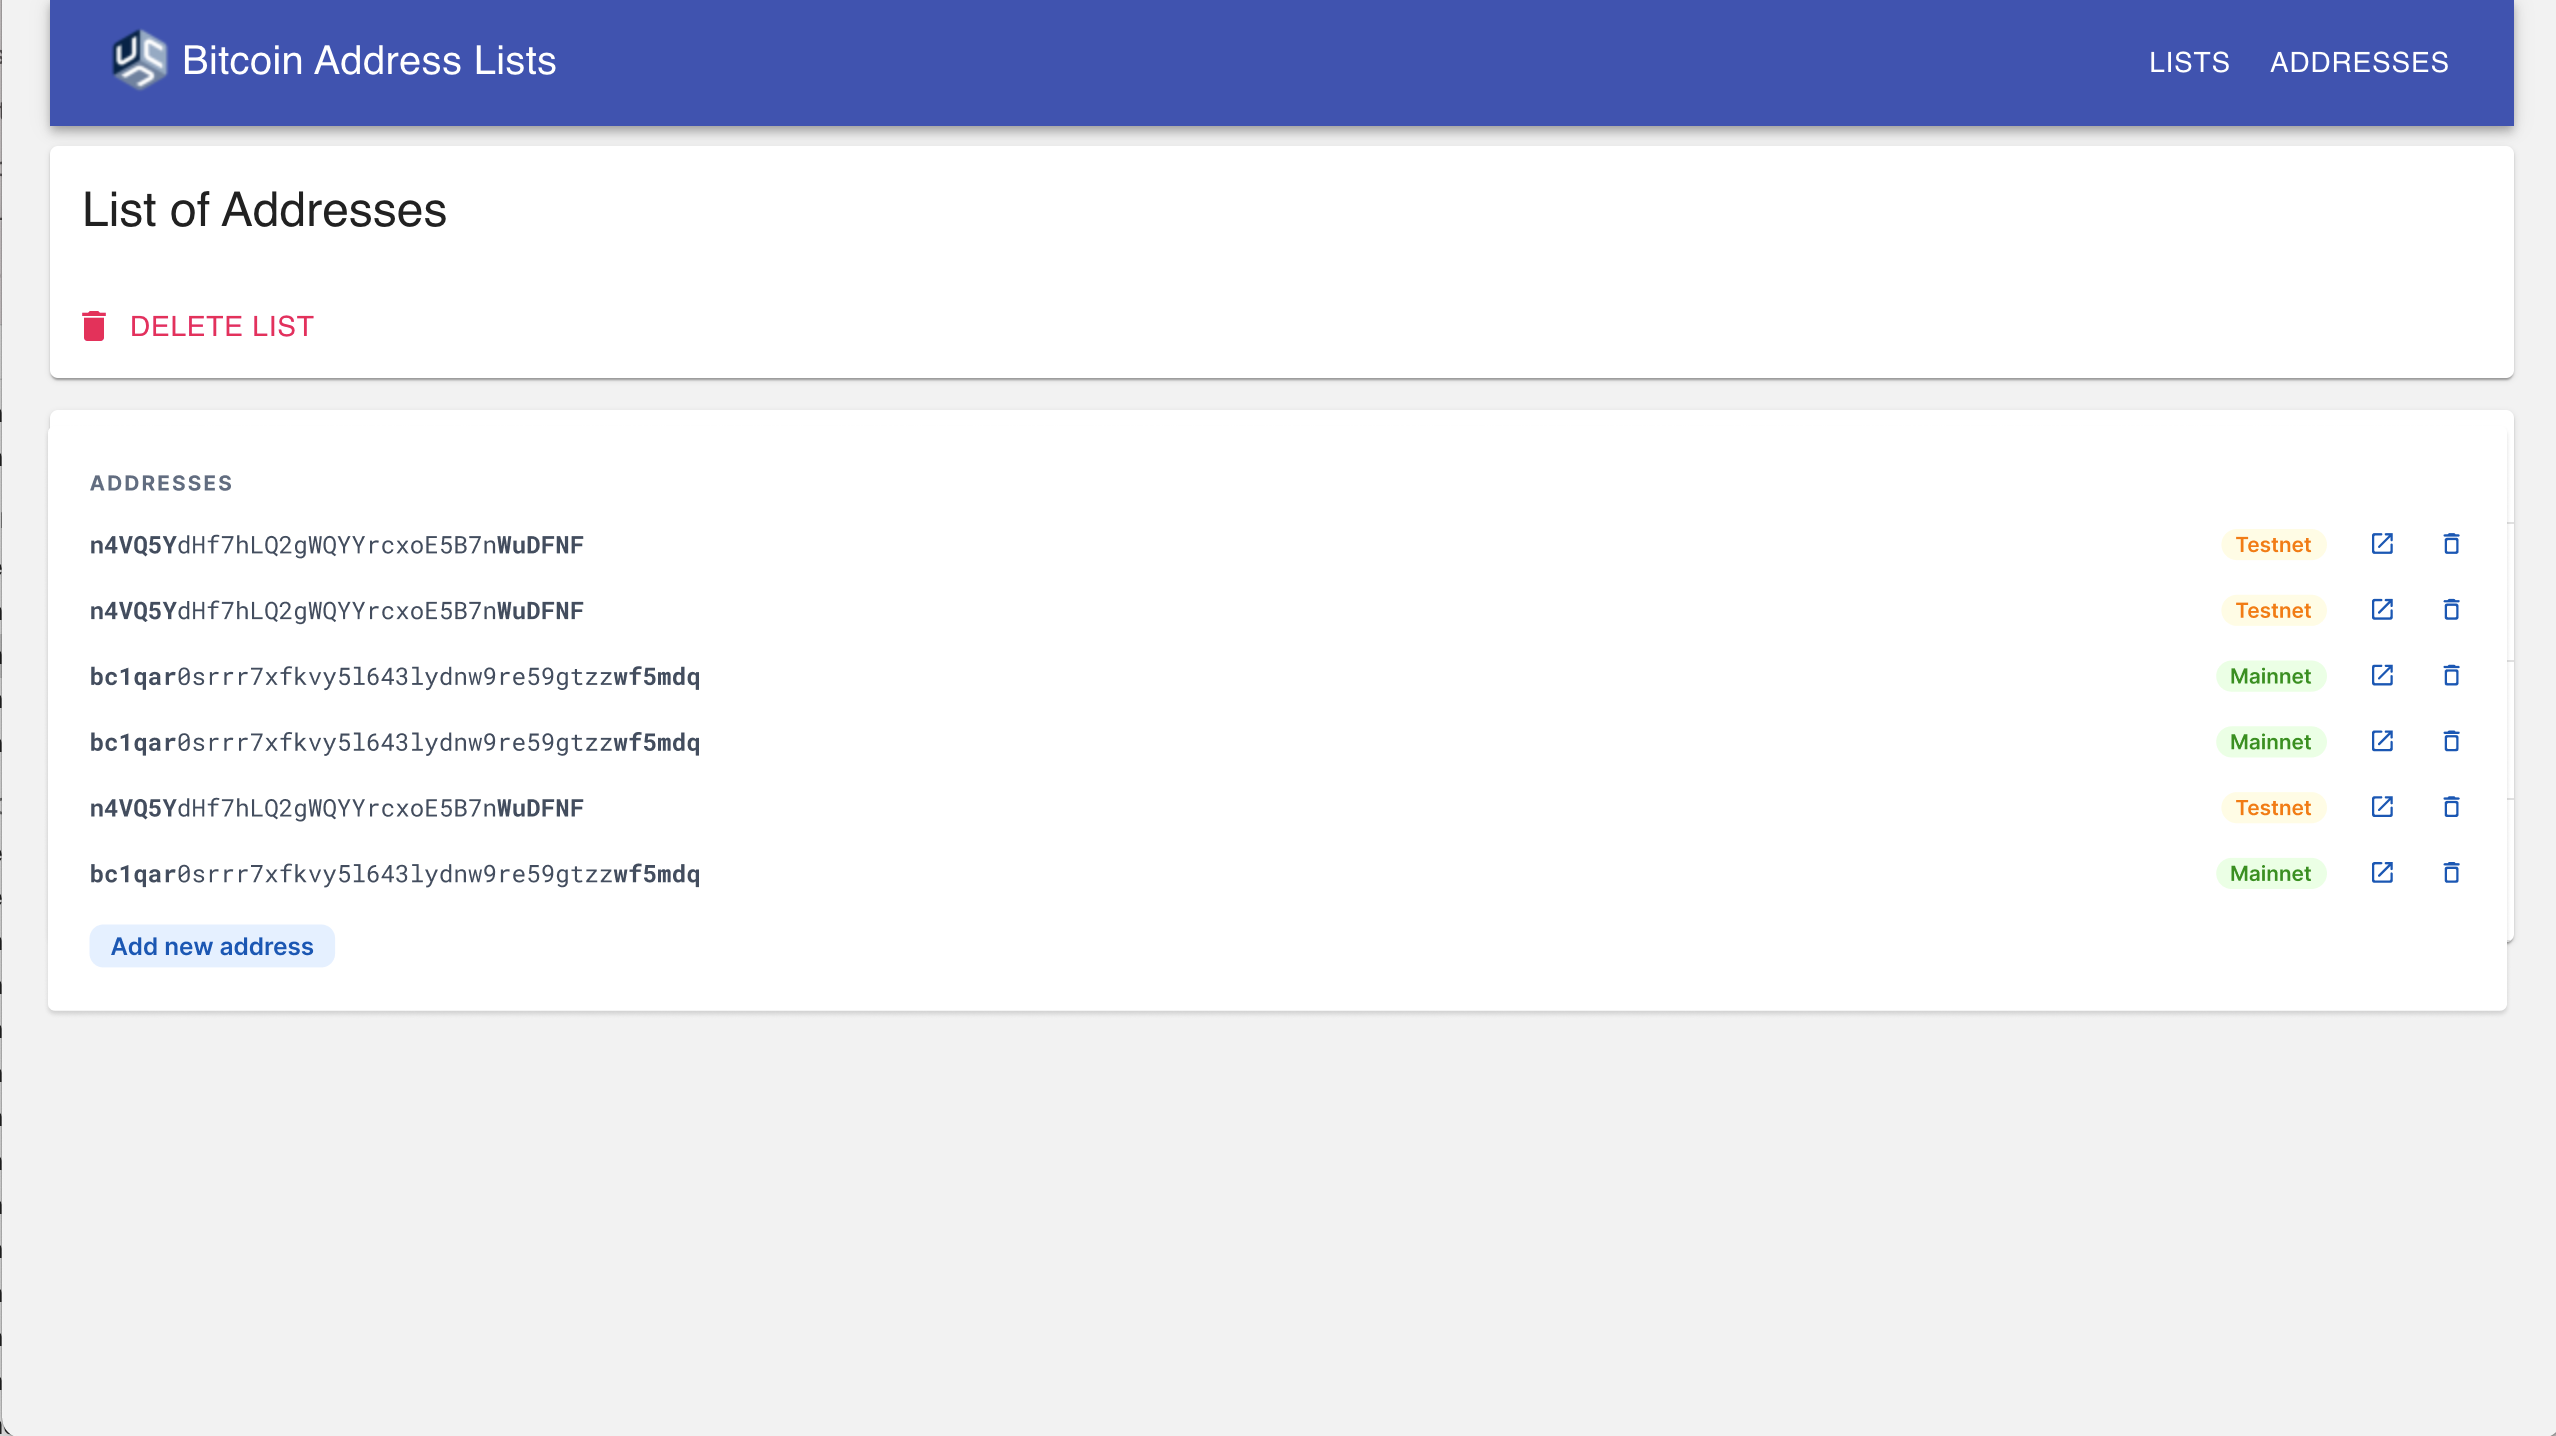 Bitcoin Address Lists
LISTS ADDRESSES
List of Addresses
DELETE LIST
ADDRESSES
n4VQ5YdHf7hLQ2gWQYYrcxoE5B7nWuDFNF Testnet
n4VQ5YdHf7hLQ2gWQYYrcxoE5B7nWuDFNF Testnet
bc1qar0srrr7xfkvy5l643lydnw9re59gtzzwf5mdq Mainnet
bc1qar0srrr7xfkvy5l643lydnw9re59gtzzwf5mdq Mainnet
n4VQ5YdHf7hLQ2gWQYYrcxoE5B7nWuDFNF Testnet
bc1qar0srrr7xfkvy5l643lydnw9re59gtzzwf5mdq Mainnet
Add new address